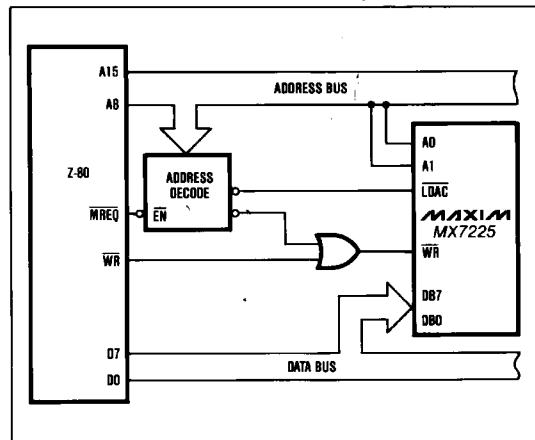 A15
ADDRESS BUS
A8
Z-80
A0
A1
ADDRESS
DECODE
LDAC
MREQ
EN
MAXIM
MX7225
WR
WR
DB7
DB0
D7
DATA BUS
D0